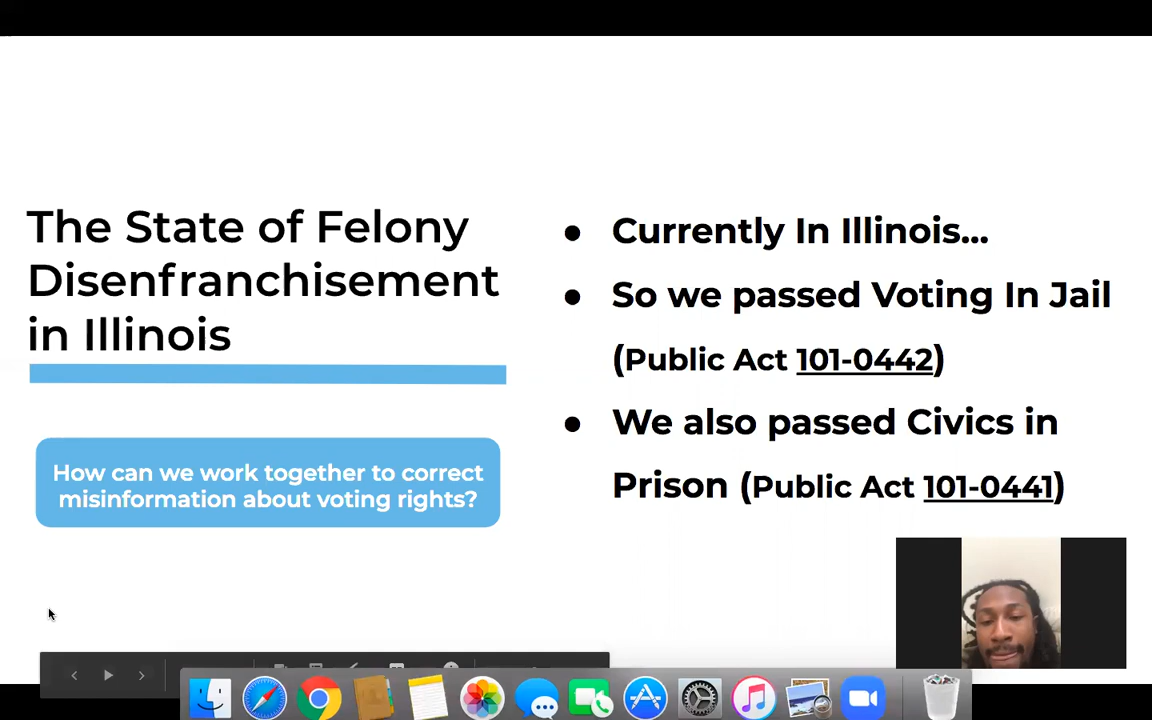 The State of Felony
Disenfranchisement
in Illinois
How can we work together to correct
misinformation about voting rights?
● Currently In Illinois...
● So we passed Voting In Jail
(Public Act 101-0442)
● We also passed Civics in
Prison (Public Act 101-0441)